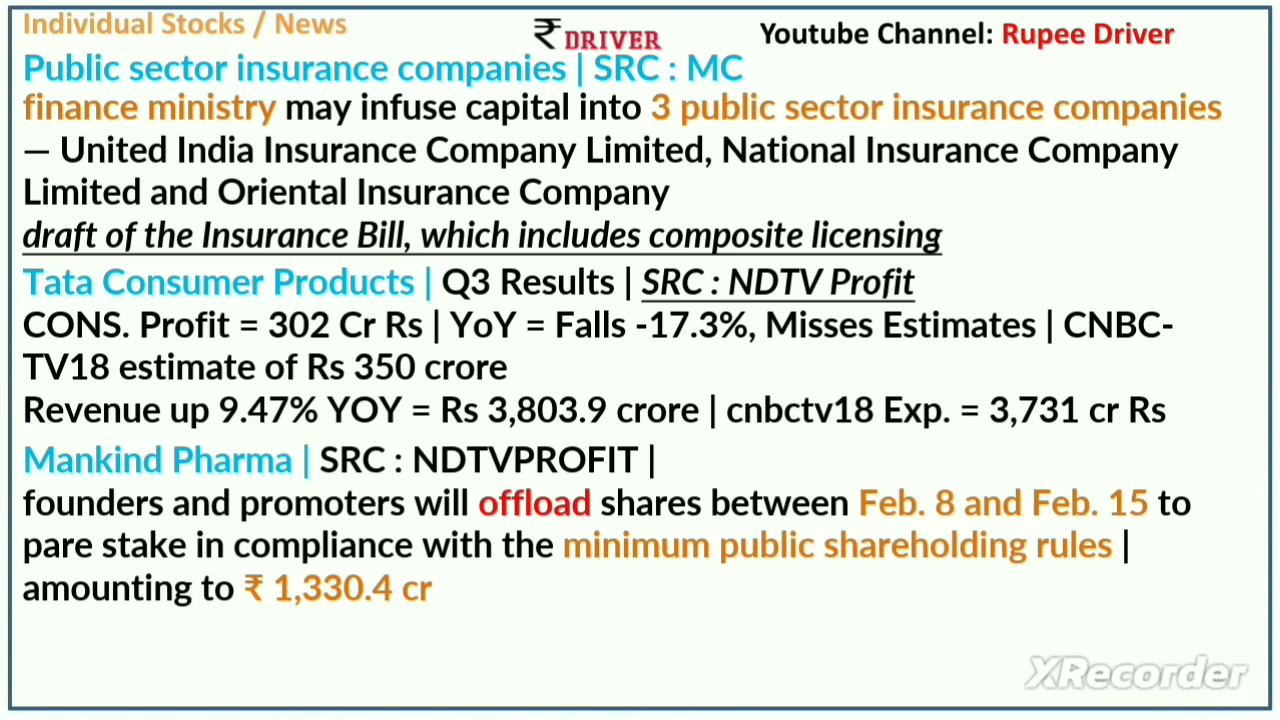 Individual Stocks / News
₹ DRIVER
Youtube Channel: Rupee Driver
Public sector insurance companies | SRC : MC
finance ministry may infuse capital into 3 public sector insurance companies
— United India Insurance Company Limited, National Insurance Company
Limited and Oriental Insurance Company
draft of the Insurance Bill, which includes composite licensing
Tata Consumer Products | Q3 Results | SRC : NDTV Profit
CONS. Profit = 302 Cr Rs | YoY = Falls -17.3%, Misses Estimates | CNBC-
TV18 estimate of Rs 350 crore
Revenue up 9.47% YOY = Rs 3,803.9 crore | cnbctv18 Exp. = 3,731 cr Rs
Mankind Pharma | SRC : NDTVPROFIT |
founders and promoters will offload shares between Feb. 8 and Feb. 15 to
pare stake in compliance with the minimum public shareholding rules |
amounting to ₹ 1,330.4 cr
XRecorder